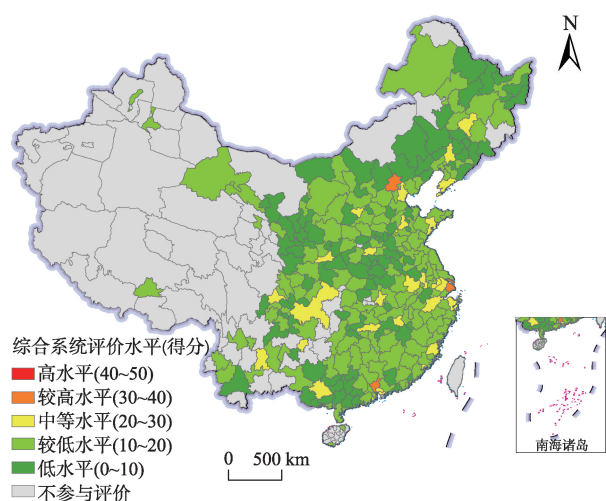 N
综合系统评价水平(得分)
高水平(40~50)
较高水平(30~40)
中等水平(20~30)
较低水平(10~20)
低水平(0~10)
不参与评价
0 500 km
南海诸岛